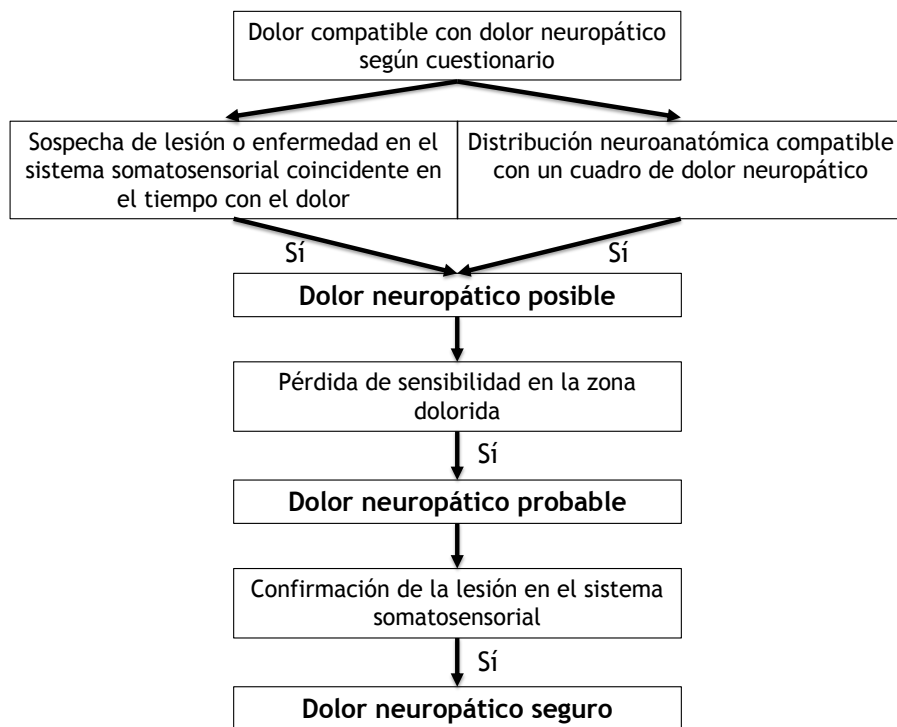 Dolor compatible con dolor neuropático
según cuestionario
Sospecha de lesión o enfermedad en el
sistema somatosensorial coincidente en
el tiempo con el dolor
Distribución neuroanatómica compatible
con un cuadro de dolor neuropático
Sí
Sí
Dolor neuropático posible
Pérdida de sensibilidad en la zona
dolorida
Sí
Dolor neuropático probable
Confirmación de la lesión en el sistema
somatosensorial
Sí
Dolor neuropático seguro